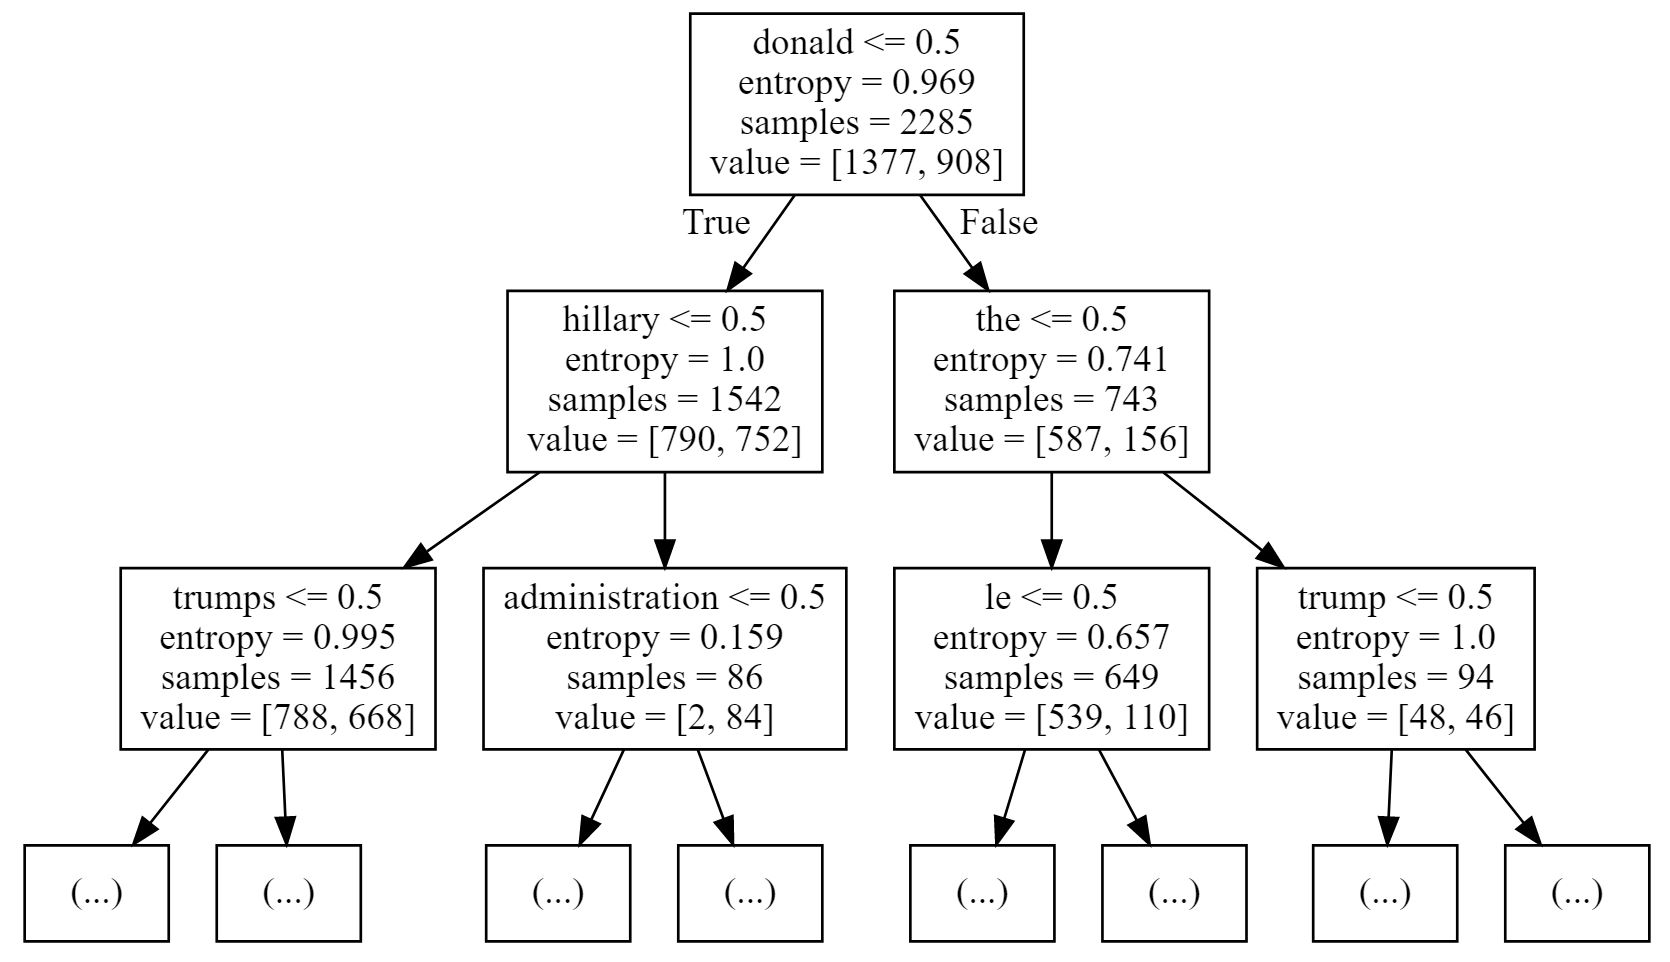 donald <= 0.5
entropy = 0.969
samples = 2285
value = [1377, 908]
True
False
hillary <= 0.5
entropy = 1.0
samples = 1542
value = [790, 752]
the <= 0.5
entropy = 0.741
samples = 743
value = [587, 156]
trumps <= 0.5
entropy = 0.995
samples = 1456
value = [788, 668]
administration <= 0.5
entropy = 0.159
samples = 86
value = [2, 84]
le <= 0.5
entropy = 0.657
samples = 649
value = [539, 110]
trump <= 0.5
entropy = 1.0
samples = 94
value = [48, 46]
(...)
(...)
(...)
(...)
(...)
(...)
(...)
(...)